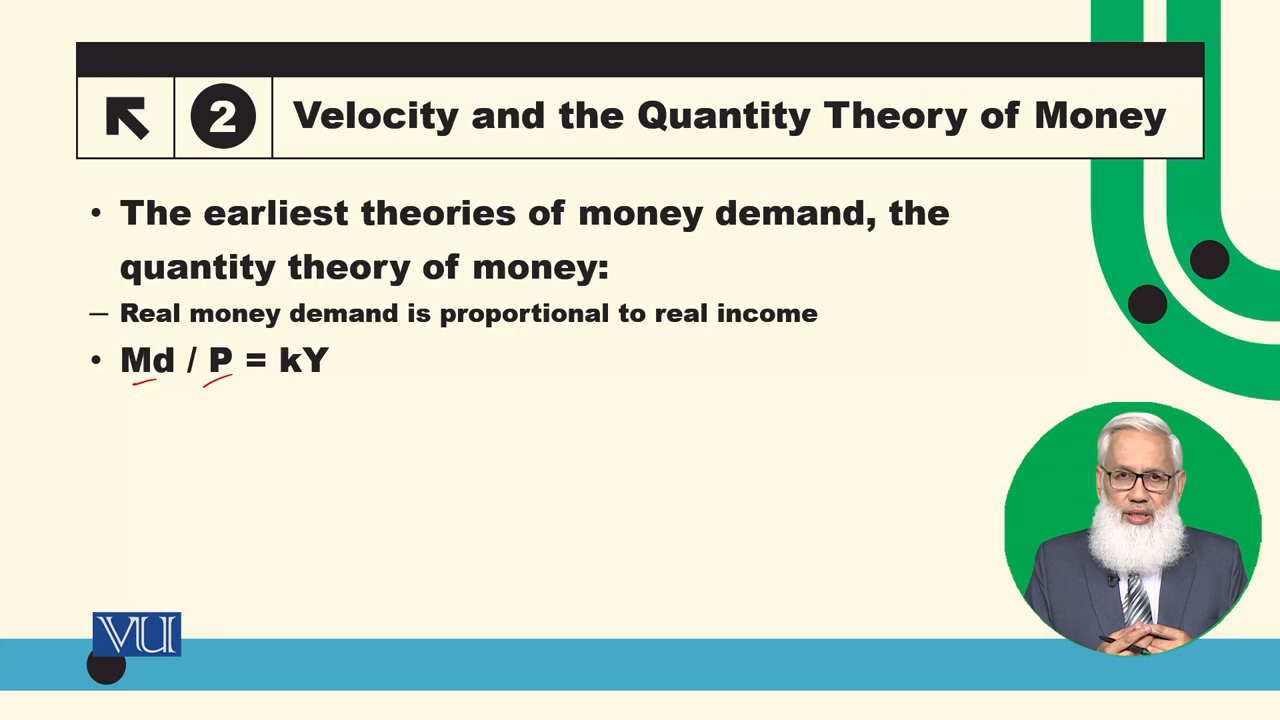 2 Velocity and the Quantity Theory of Money
• The earliest theories of money demand, the
quantity theory of money:
– Real money demand is proportional to real income
• Md / P = kY
VU